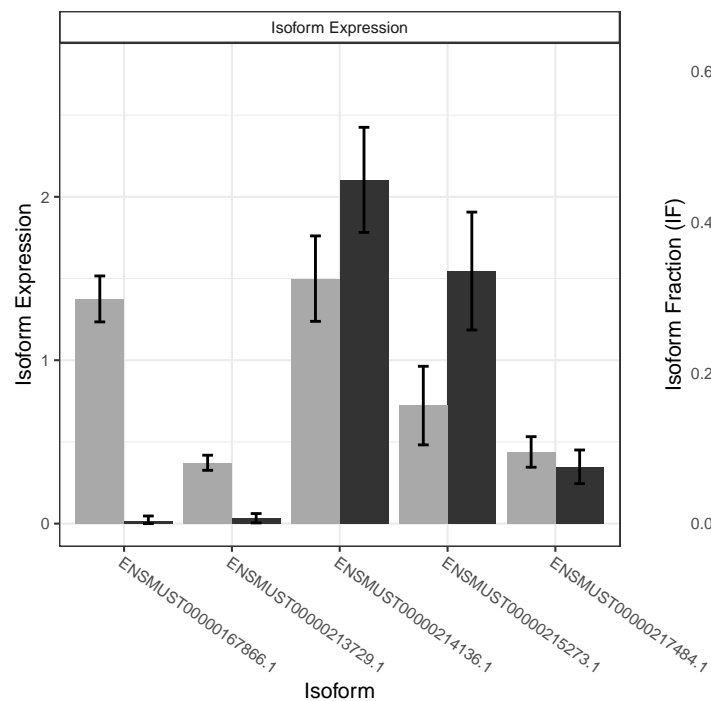 Isoform Expression
Isoform Expression
2
1
0
ENSMUST00000167866.1
ENSMUST00000213729.1
ENSMUST00000214136.1
ENSMUST00000215273.1
ENSMUST00000217484.1
Isoform
Isoform Fraction (IF)
0.6
0.4
0.2
0.0